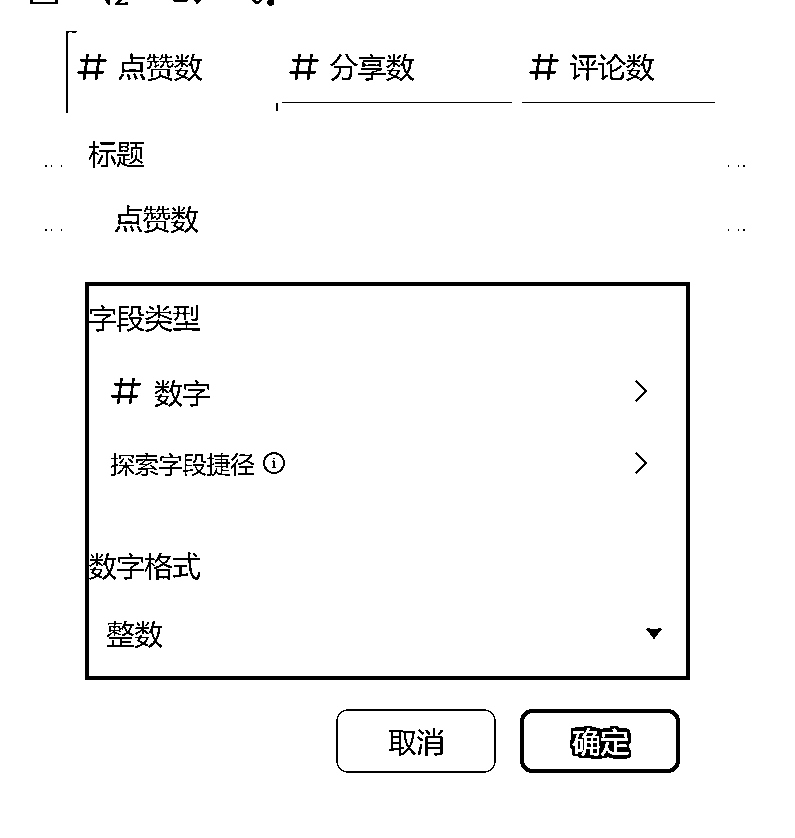 # 点赞数 # 分享数 # 评论数
标题
点赞数
字段类型
# 数字
探索字段捷径
数字格式
整数
取消 确定